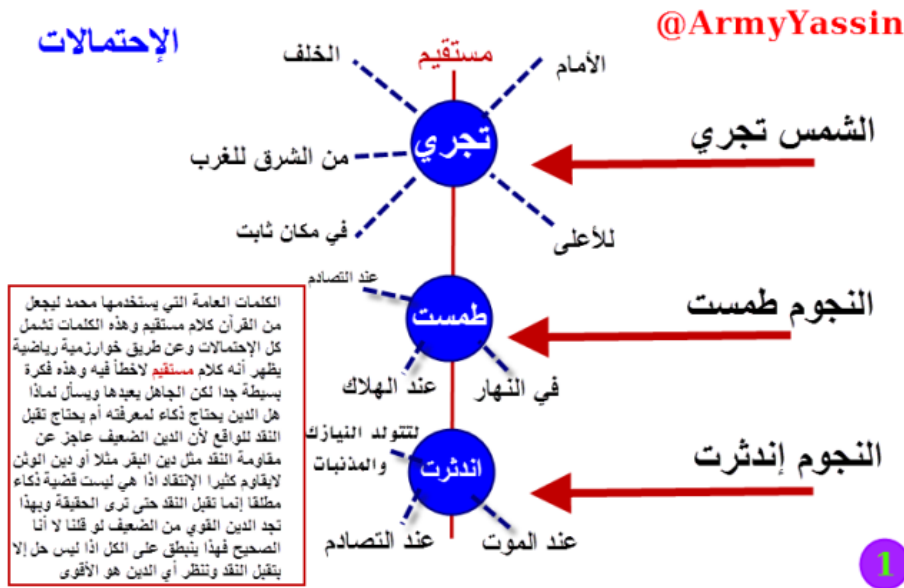 @ArmyYassin
الإحتمالات
مستقيم
الخلف
الأمام
تجري
الشمس تجري
من الشرق للغرب
في مكان ثابت
للأعلى
عند التصادم
النجوم طمست
طمست
عند الهلاك
في النهار
لتتولد النيازك
والمذنبات
النجوم إندثرت
اندثرت
عند التصادم
عند الموت
الكلمات العامة التي يستخدمها محمد ليجعل
من القرآن كلام مستقيم وهذه الكلمات تشمل
كل الإحتمالات وعن طريق خوارزمية رياضية
يظهر أنه كلام مستقيم لاخطأ فيه وهذه فكرة
بسيطة جدا لكن الجاهل يعبدها ويسأل لماذا
هل الدين يحتاج ذكاء لمعرفته أم يحتاج تقبل
النقد للواقع لأن الدين الضعيف عاجز عن
مقاومة النقد مثل دين البقر مثلا أو دين الوثن
لايقاوم كثيرا الإنتقاد اذا هي ليست قضية ذكاء
مطلقا إنما تقبل النقد حتى ترى الحقيقة وبهذا
تجد الدين القوي من الضعيف لو قلنا لا أنا
الصحيح فهذا ينبطق على الكل اذا ليس حل إلا
بتقبل النقد وتنظر أي الدين هو الأقوى
1